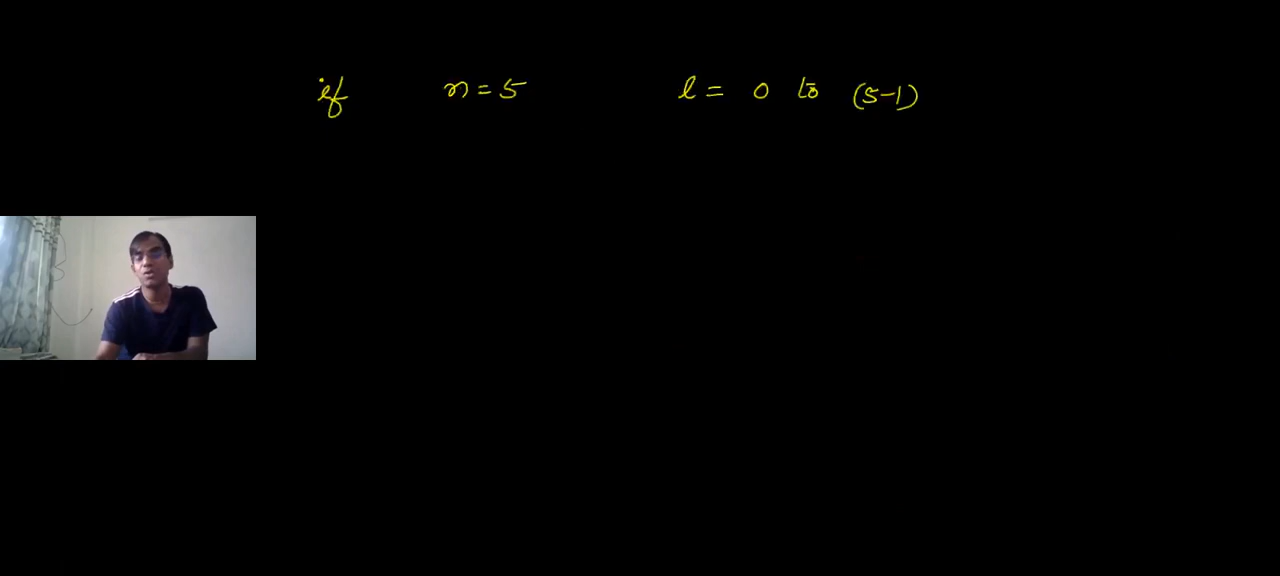 if n = 5 l = 0 to (5-1)